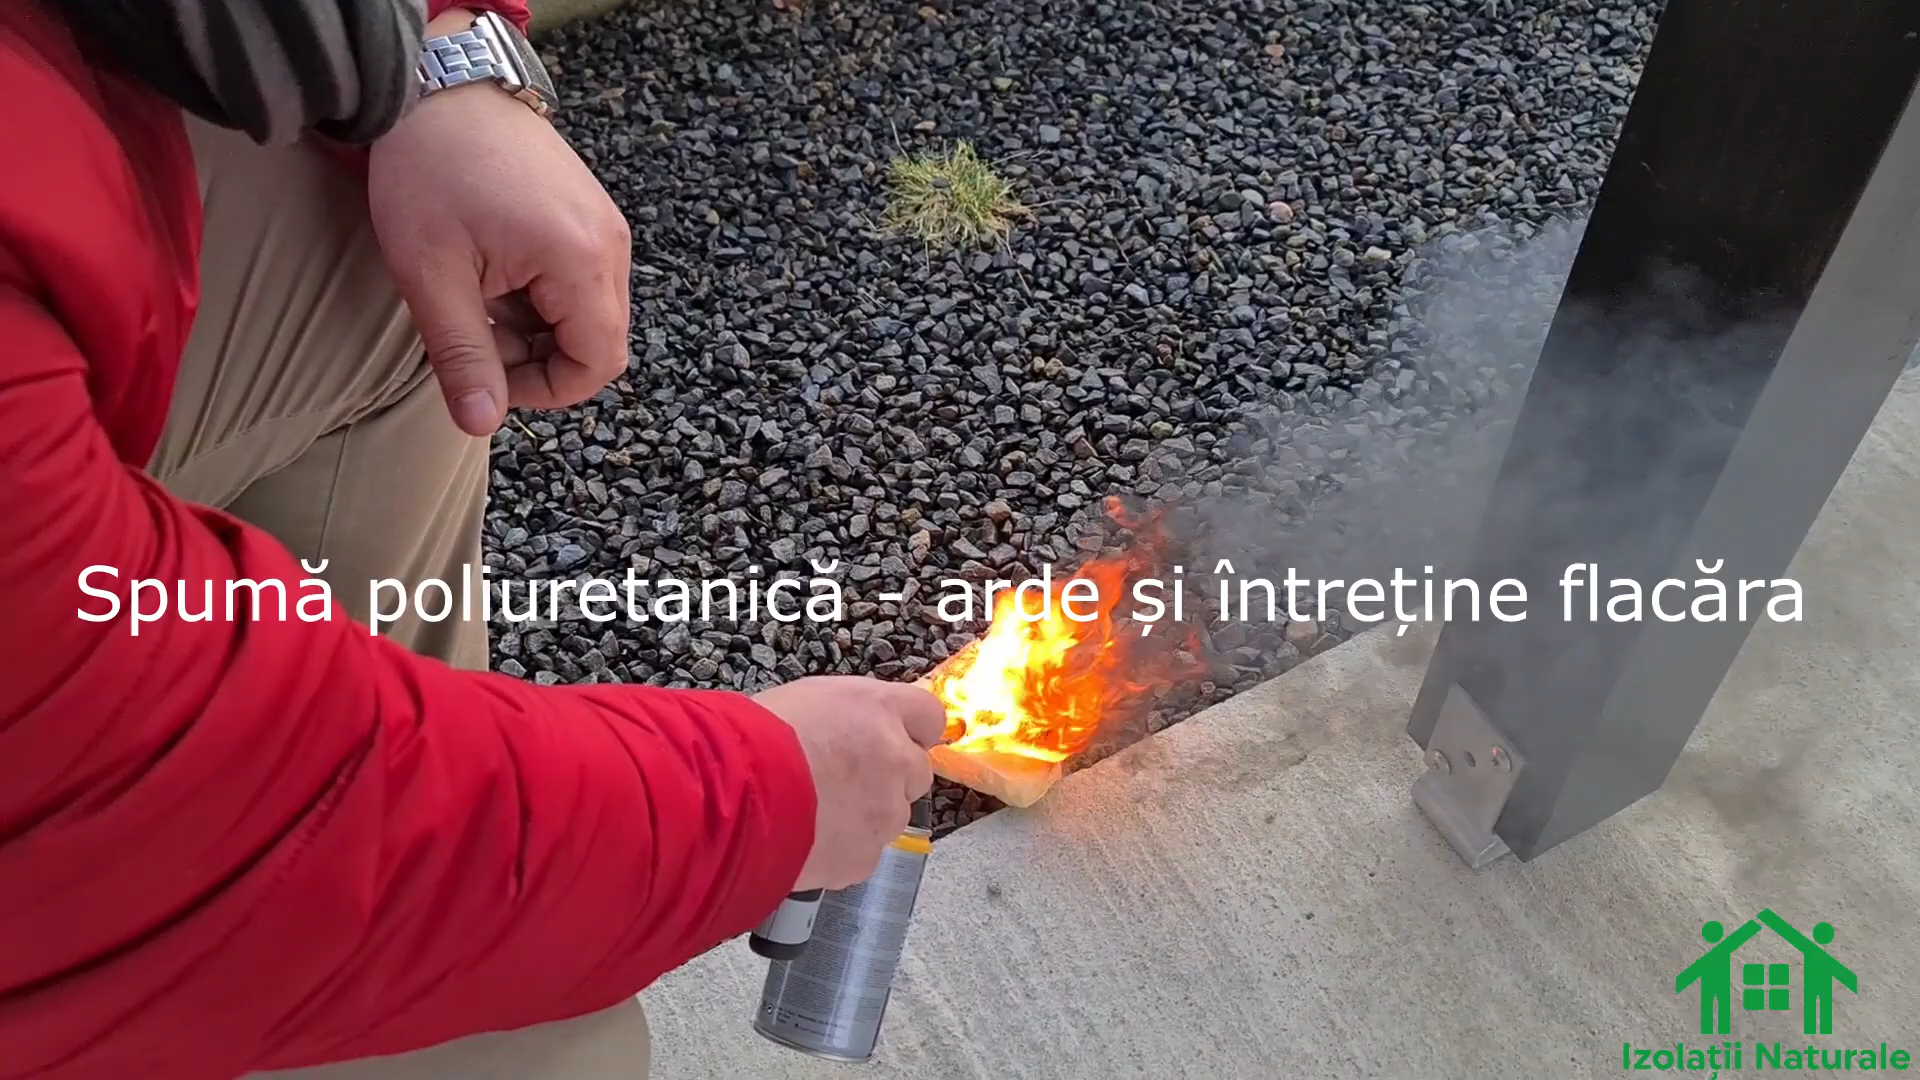 Spumă poliuretanică - arde și întreține flacăra
Izolații Naturale